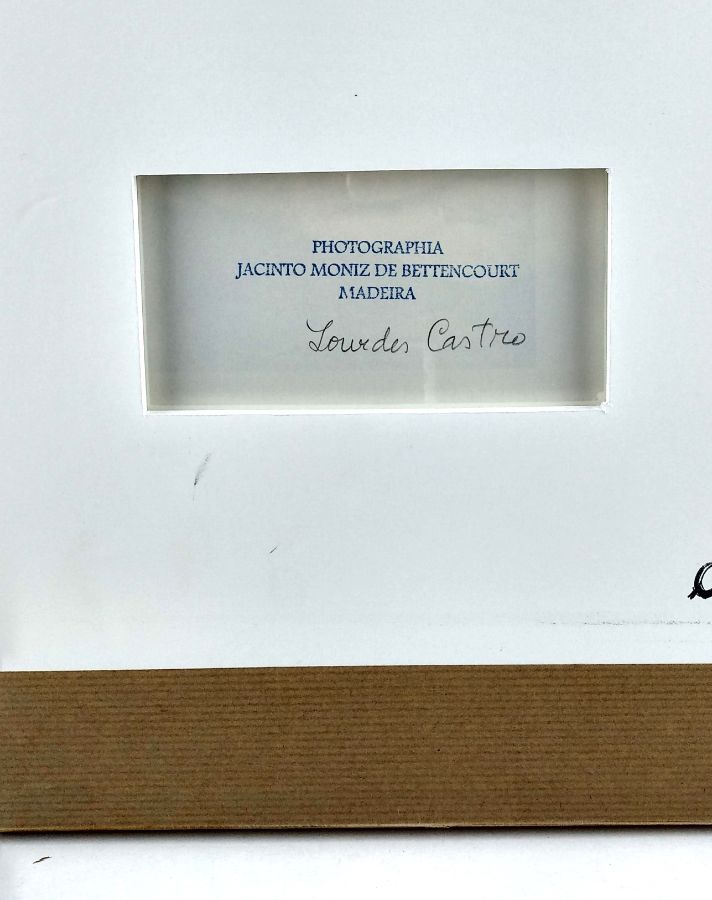 PHOTOGRAPHIA
JACINTO MONIZ DE BETTENCOURT
MADEIRA
Lourdes Castro